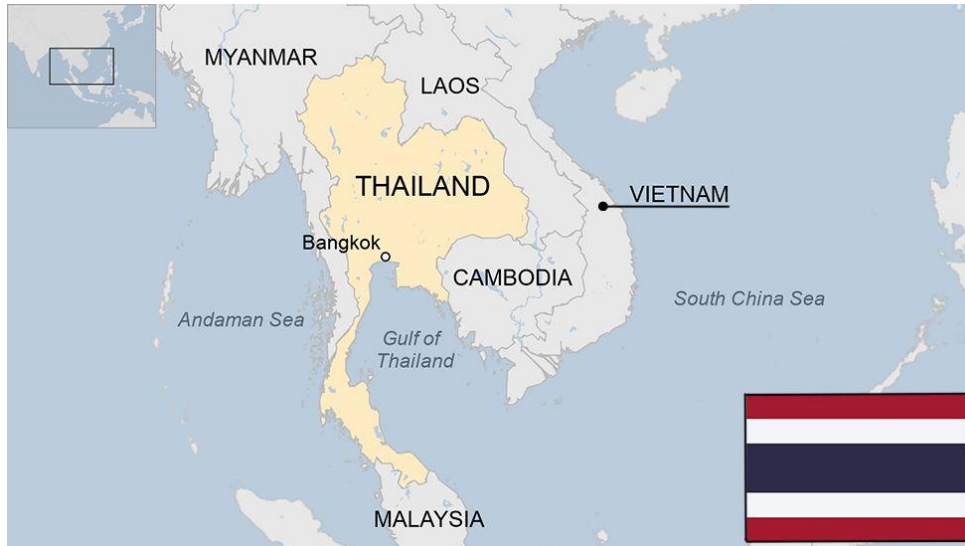 MYANMAR
LAOS
THAILAND
VIETNAM
Bangkok
CAMBODIA
South China Sea
Andaman Sea
Gulf of
Thailand
MALAYSIA